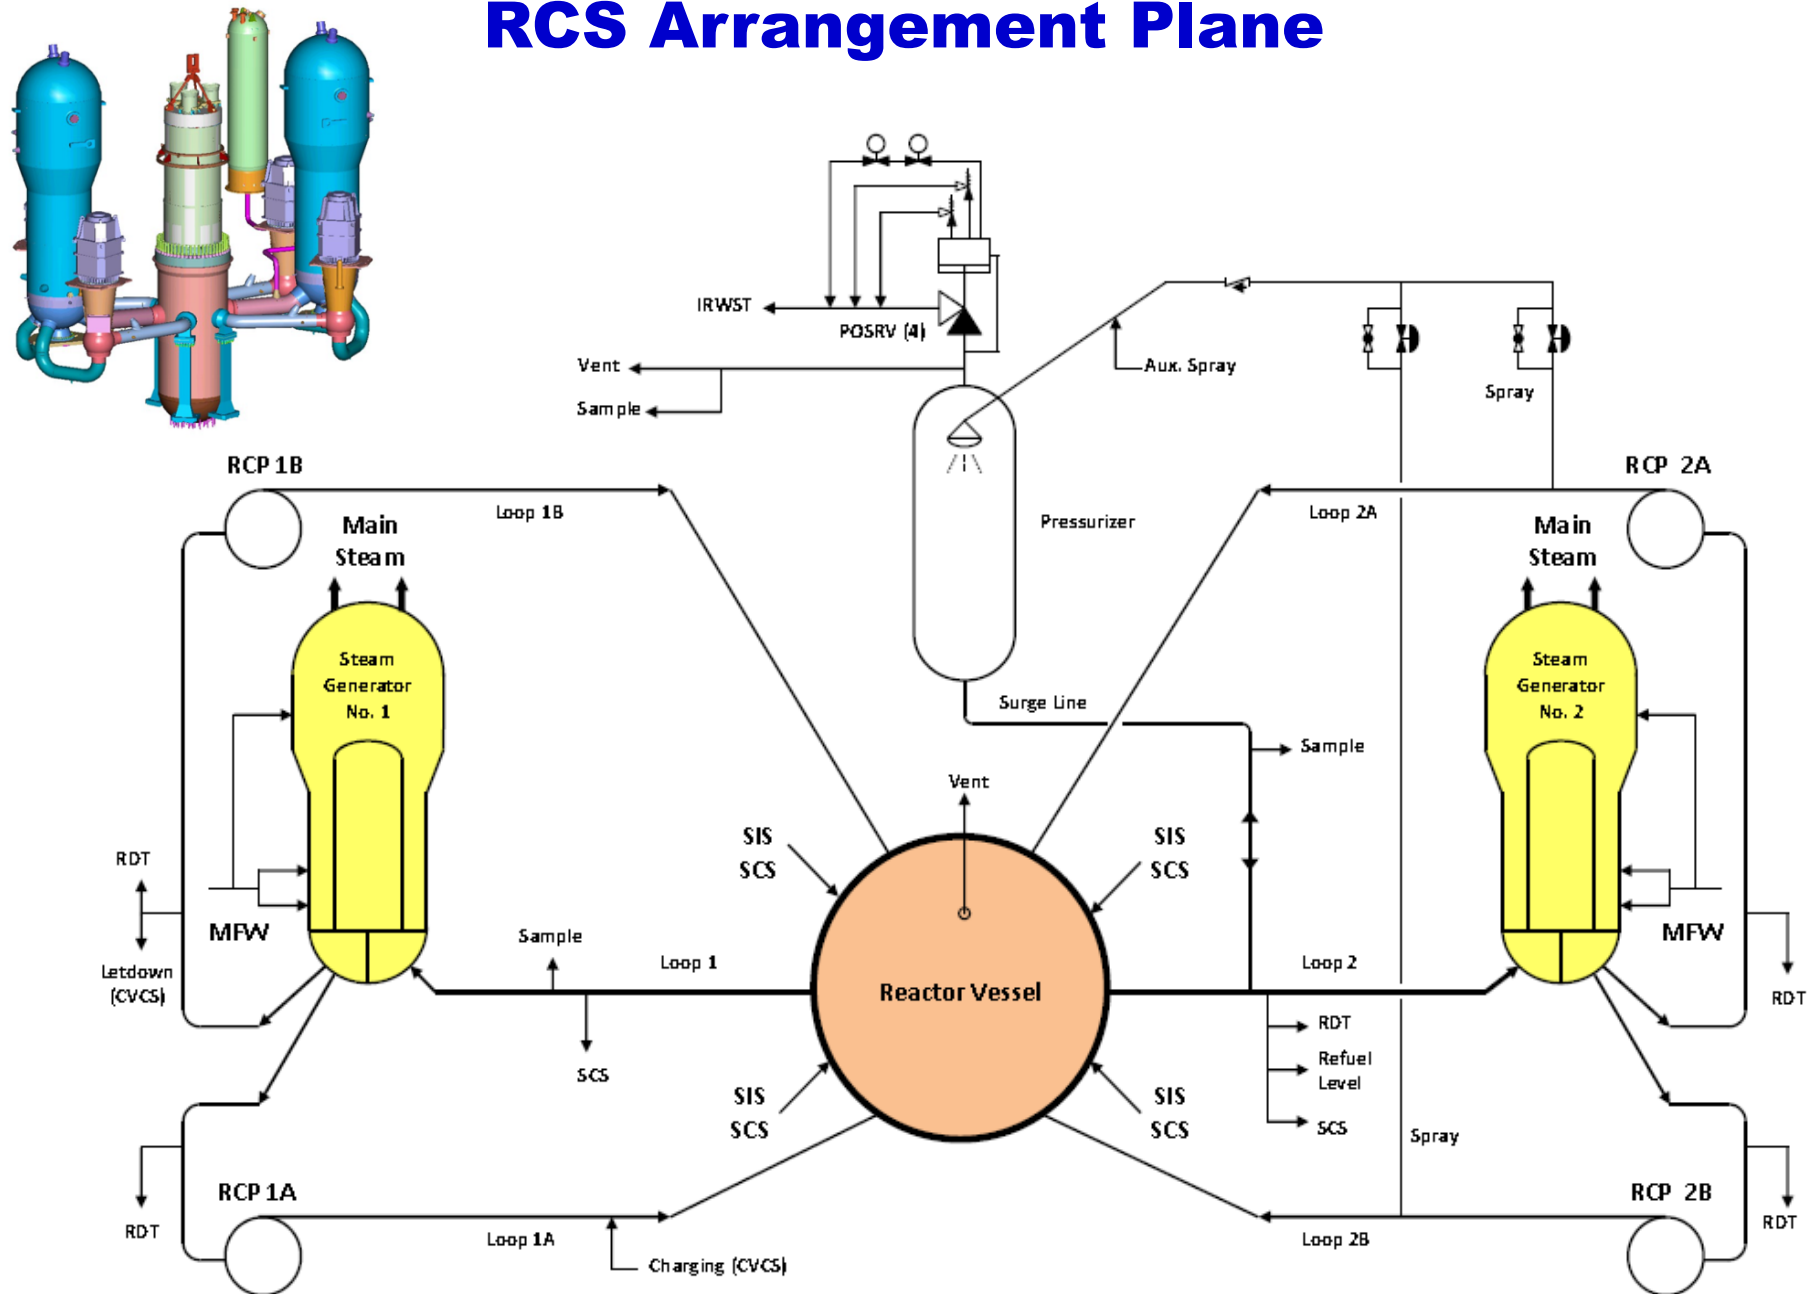 RCS Arrangement Plane
IRWST
POSRV (4)
Vent
Sample
Aux. Spray
Spray
RCP 1B
Loop 1B
Main
Steam
Pressurizer
Loop 2A
RCP 2A
Main
Steam
Steam
Generator
No. 1
Surge Line
Sample
Steam
Generator
No. 2
Vent
SIS
SCS
SIS
SCS
RDT
MFW
Letdown
(CVCS)
Sample
Loop 1
Reactor Vessel
Loop 2
MFW
RDT
SCS
RDT
Refuel
Level
SCS
SIS
SCS
SIS
SCS
Spray
RCP 1A
RDT
Loop 1A
Charging (CVCS)
Loop 2B
RCP 2B
RDT